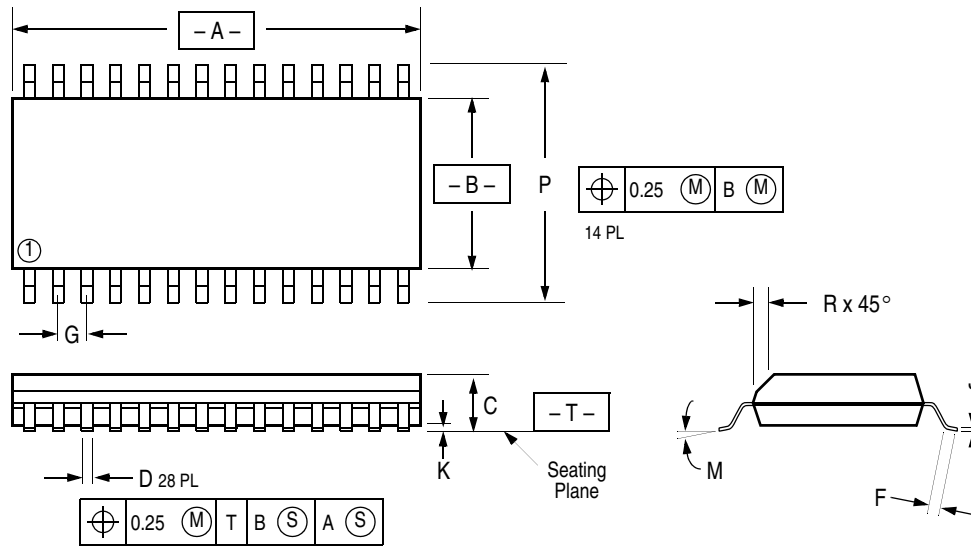 – A –
– B –
P
⌖ 0.25 Ⓜ B Ⓜ
14 PL
①
G
R x 45°
C
– T –
K
Seating
Plane
M
J
F
D 28 PL
⌖ 0.25 Ⓜ T B Ⓢ A Ⓢ